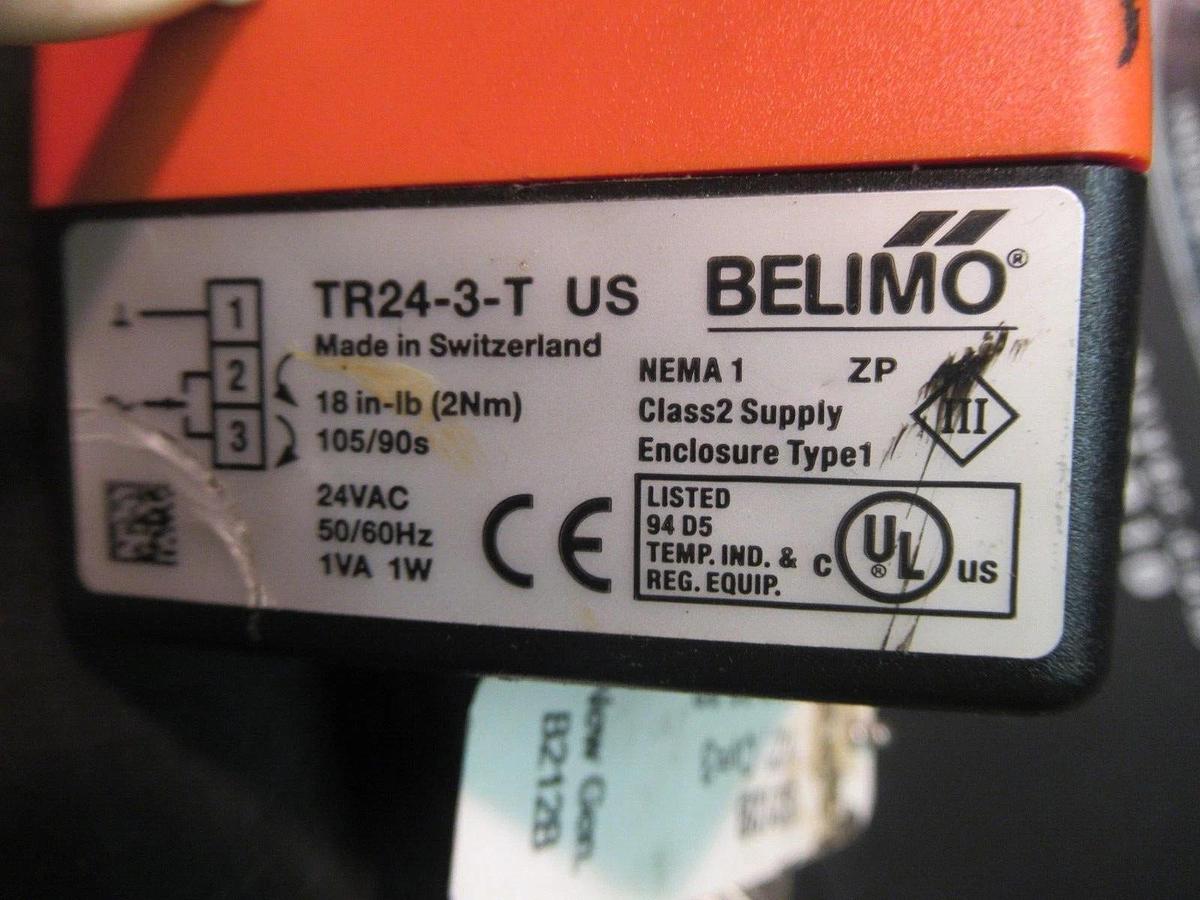 BELIMO®
TR24-3-T US
Made in Switzerland
18 in-lb (2Nm)
105/90s
24VAC
50/60Hz
1VA 1W
1
2
3
NEMA 1 ZP
Class2 Supply
Enclosure Type1
III
CE
LISTED
94 D5
TEMP. IND. &
REG. EQUIP.
C UL® US
B212B